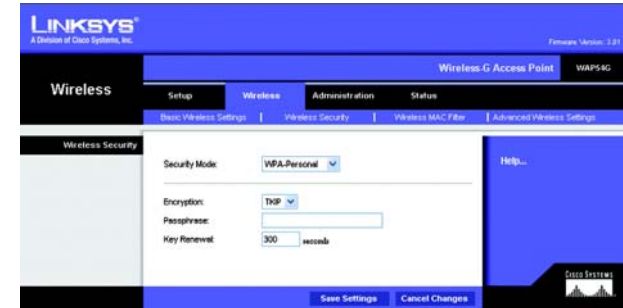 LINKSYS®
A Division of Cisco Systems, Inc.
Firmware Version: 3.01
Wireless-G Access Point WAP54G
Wireless
Setup Wireless Administration Status
Basic Wireless Settings | Wireless Security | Wireless MAC Filter | Advanced Wireless Settings
Wireless Security
Security Mode: WPA-Personal
Help...
Encryption: TKIP
Passphrase:
Key Renewal: 300 seconds
CISCO SYSTEMS
Save Settings Cancel Changes